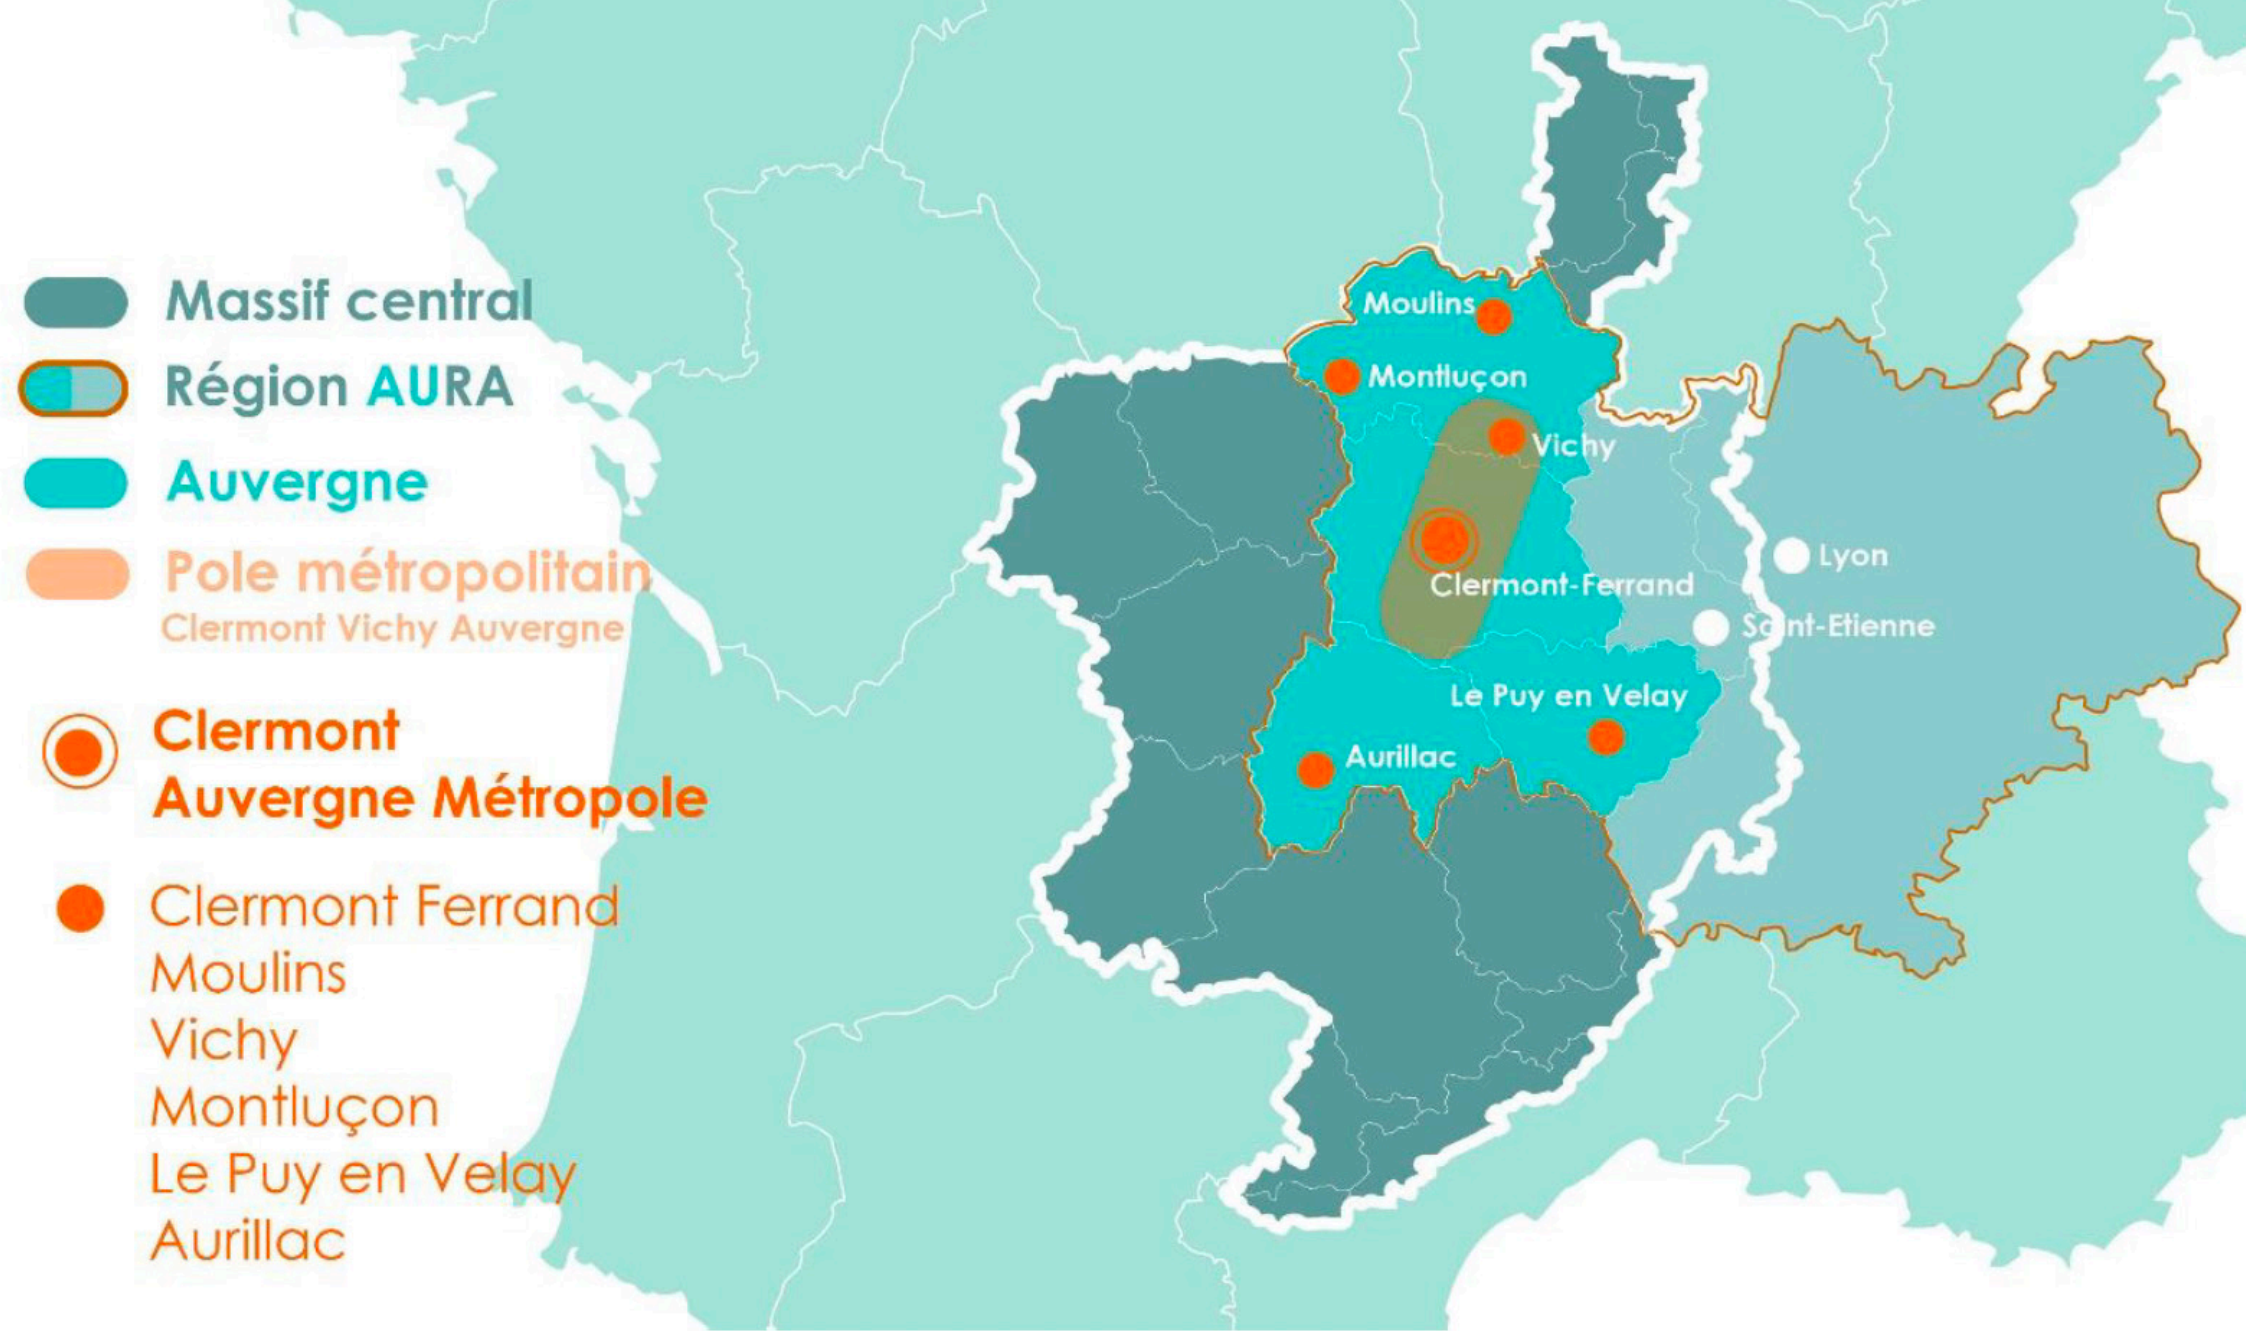 Massif central
Région AURA
Auvergne
Pole métropolitain
Clermont Vichy Auvergne
Clermont
Auvergne Métropole
Clermont Ferrand
Moulins
Vichy
Montluçon
Le Puy en Velay
Aurillac
Moulins
Montluçon
Vichy
Clermont-Ferrand
Lyon
Saint-Etienne
Le Puy en Velay
Aurillac